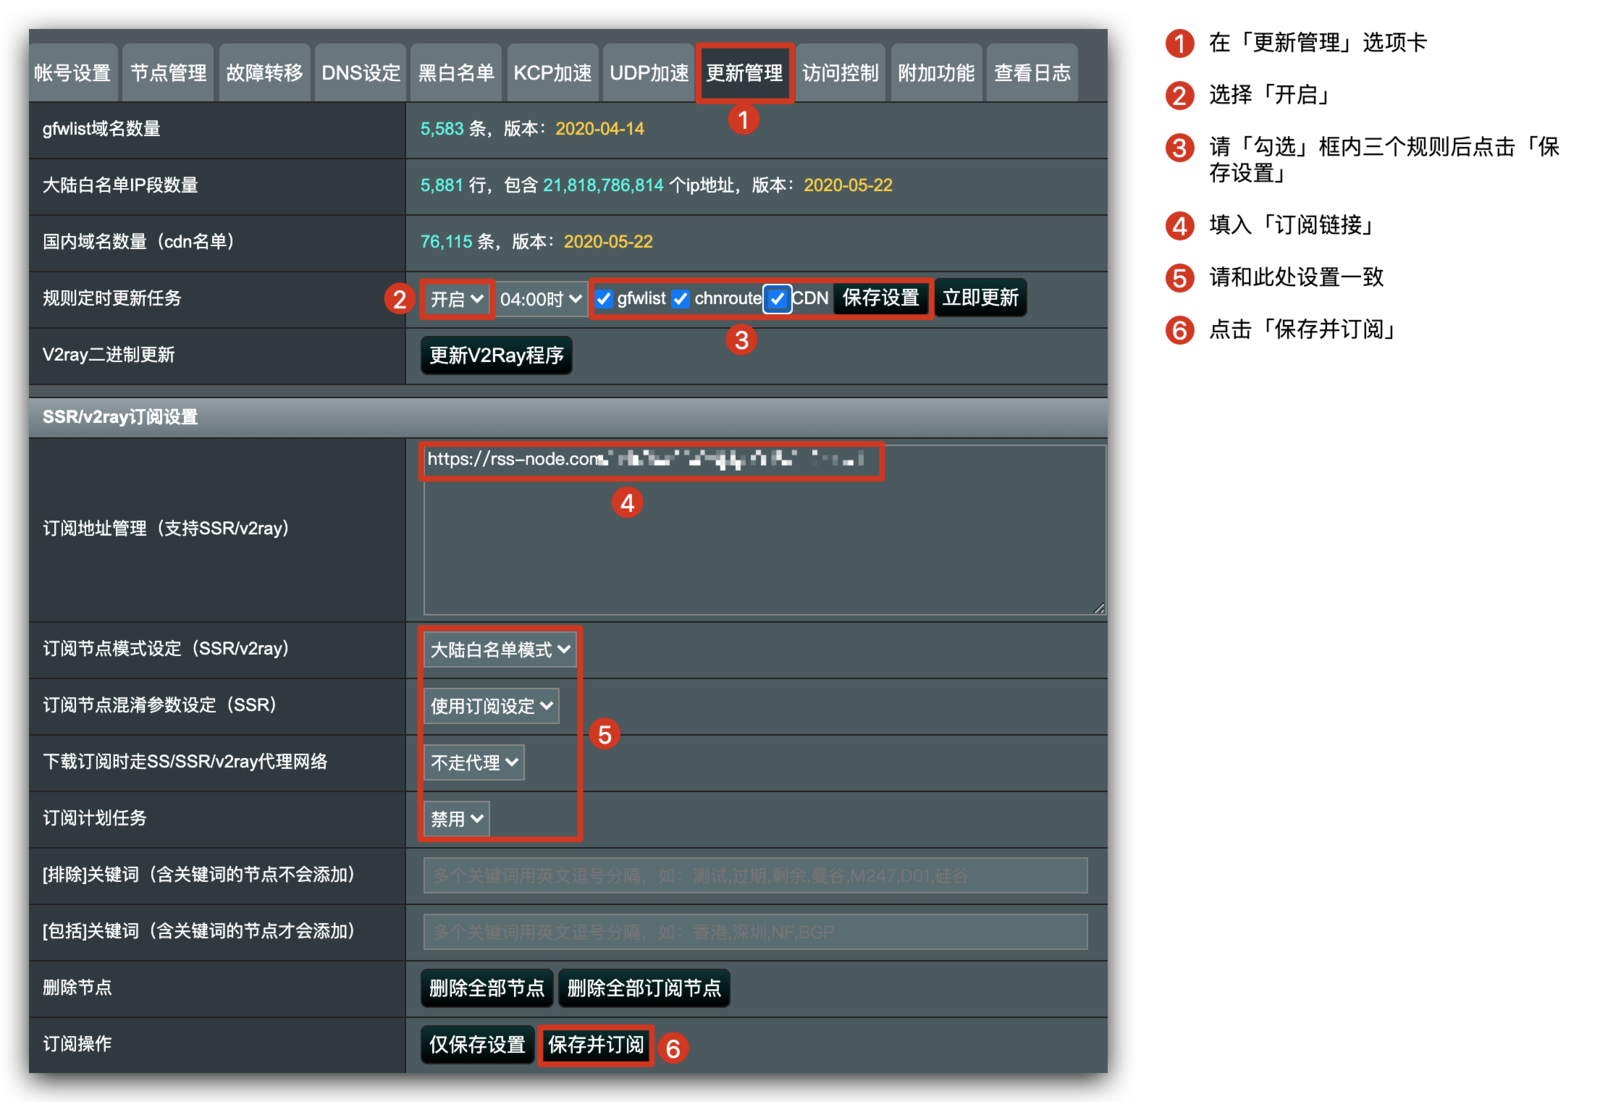 帐号设置 节点管理 故障转移 DNS设定 黑白名单 KCP加速 UDP加速 更新管理 访问控制 附加功能 查看日志
1
gfwlist域名数量 5,583 条，版本：2020-04-14
大陆白名单IP段数量 5,881 行，包含 21,818,786,814 个ip地址，版本：2020-05-22
国内域名数量（cdn名单） 76,115 条，版本：2020-05-22
规则定时更新任务 2 开启 04:00时 gfwlist chnroute CDN 保存设置 立即更新
3
V2ray二进制更新 更新V2Ray程序
SSR/v2ray订阅设置
https://rss-node.com
4
订阅地址管理（支持SSR/v2ray）
订阅节点模式设定（SSR/v2ray） 大陆白名单模式
订阅节点混淆参数设定（SSR） 使用订阅设定
5
下载订阅时走SS/SSR/v2ray代理网络 不走代理
订阅计划任务 禁用
[排除]关键词（含关键词的节点不会添加） 多个关键词用英文逗号分隔，如：测试,过期,剩余,曼谷,M247,D01,硅谷
[包括]关键词（含关键词的节点才会添加） 多个关键词用英文逗号分隔，如：香港,深圳,NF,BGP
删除节点 删除全部节点 删除全部订阅节点
订阅操作 仅保存设置 保存并订阅 6
1 在「更新管理」选项卡
2 选择「开启」
3 请「勾选」框内三个规则后点击「保
存设置」
4 填入「订阅链接」
5 请和此处设置一致
6 点击「保存并订阅」